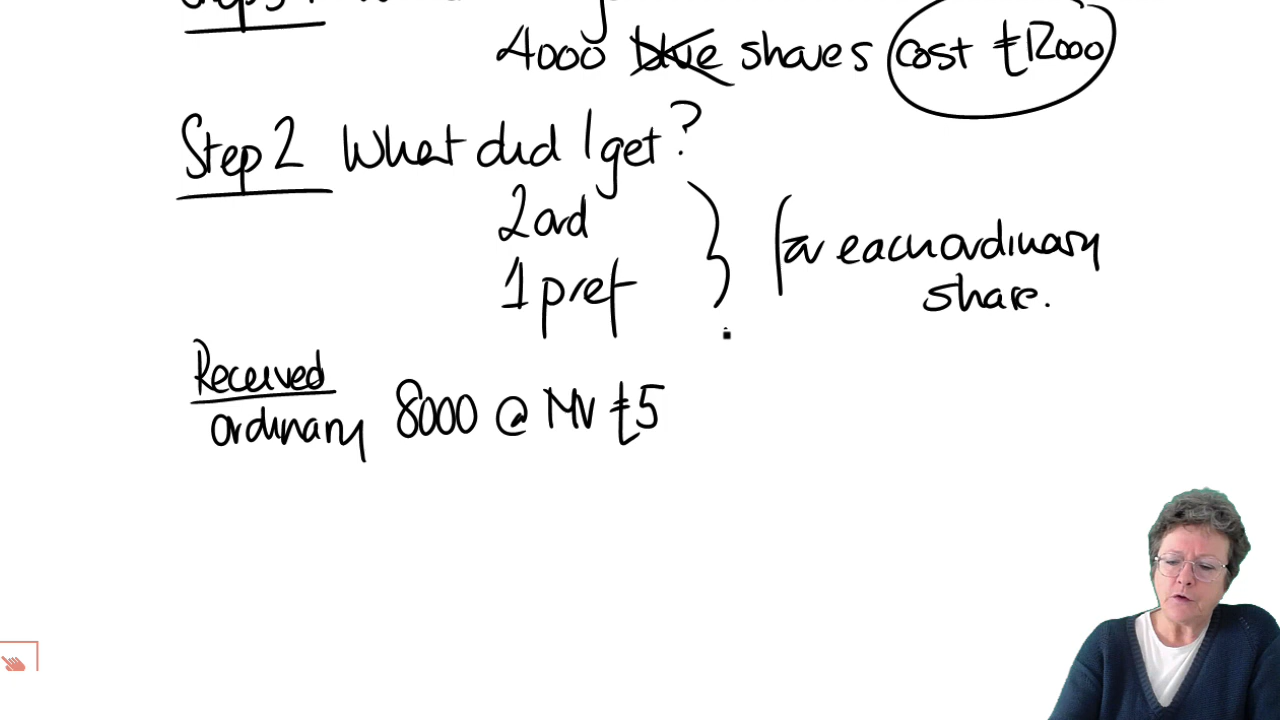 4000 blue shares cost £12000
Step 2 What did I get?
2 ord
1 pref
for each ordinary
share.
Received
ordinary 8000 @ MV £5